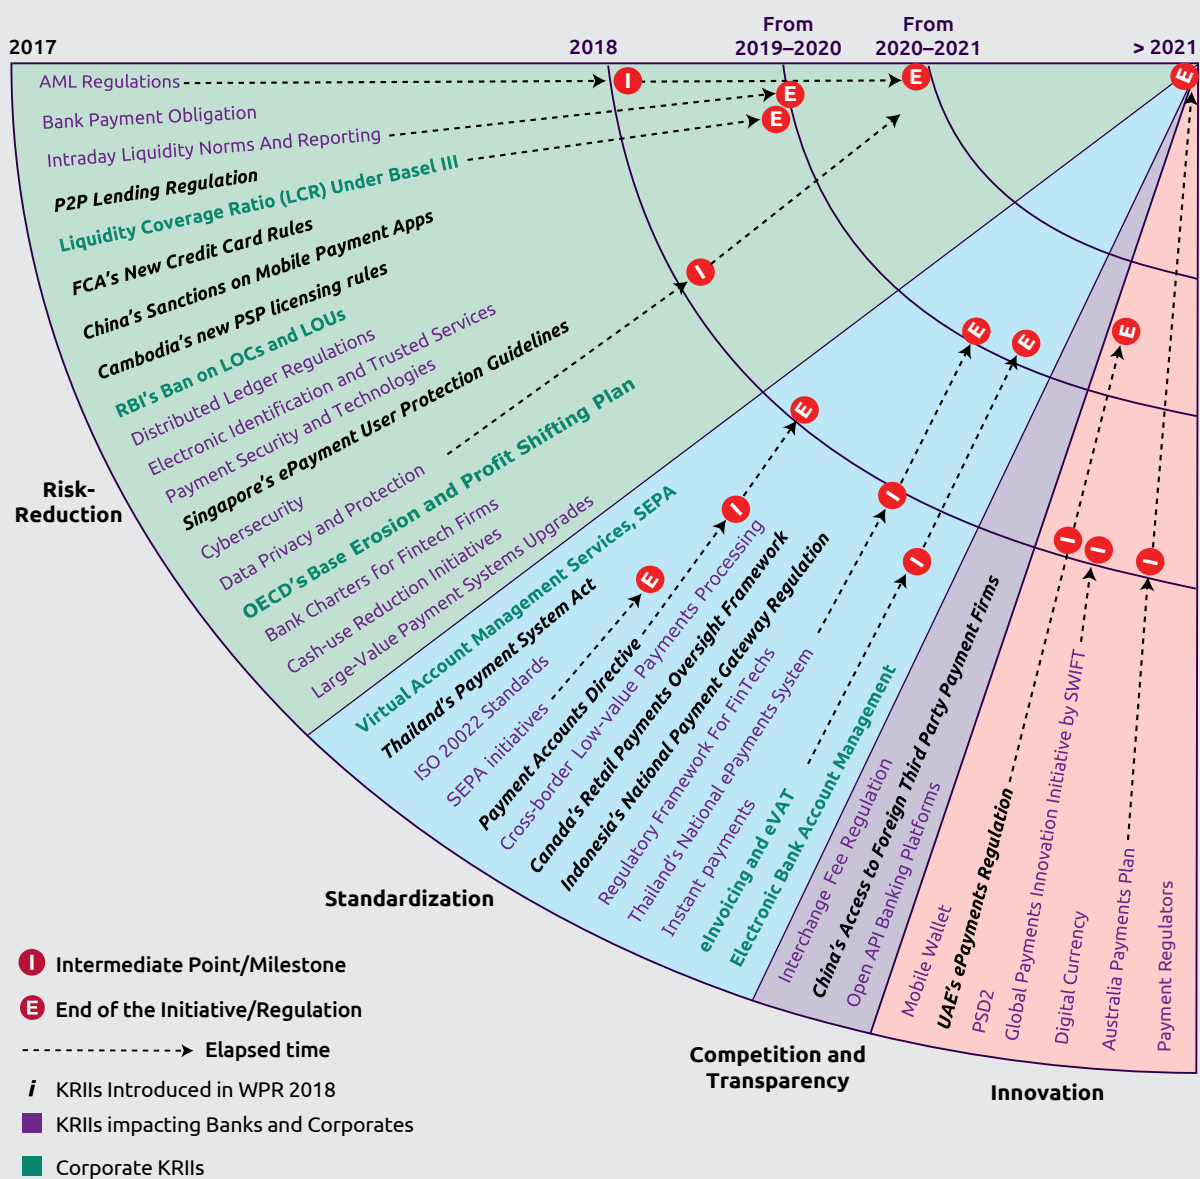 From
From
2017
2018
2019–2020
2020–2021
> 2021
AML Regulations
I
E
E
Bank Payment Obligation
E
Intraday Liquidity Norms And Reporting
E
P2P Lending Regulation
Liquidity Coverage Ratio (LCR) Under Basel III
FCA's New Credit Card Rules
China's Sanctions on Mobile Payment Apps
I
Cambodia's new PSP licensing rules
RBI's Ban on LOCs and LOUs
Distributed Ledger Regulations
Electronic Identification and Trusted Services
Payment Security and Technologies
Singapore's ePayment User Protection Guidelines
Cybersecurity
Data Privacy and Protection
OECD's Base Erosion and Profit Shifting Plan
Bank Charters for Fintech Firms
Cash-use Reduction Initiatives
Large-Value Payment Systems Upgrades
Risk-
Reduction
E
E
E
E
I
I
I
I
I
I
I
E
Virtual Account Management Services, SEPA
Thailand's Payment System Act
ISO 20022 Standards
SEPA initiatives
Payment Accounts Directive
Cross-border Low-value Payments Processing
Canada's Retail Payments Oversight Framework
Indonesia's National Payment Gateway Regulation
Regulatory Framework For FinTechs
Thailand's National ePayments System
Instant payments
eInvoicing and eVAT
Electronic Bank Account Management
Standardization
Interchange Fee Regulation
China's Access to Foreign Third Party Payment Firms
Open API Banking Platforms
Competition and
Transparency
Mobile Wallet
UAE's ePayments Regulation
PSD2
Global Payments Innovation Initiative by SWIFT
Digital Currency
Australia Payments Plan
Payment Regulators
Innovation
I Intermediate Point/Milestone
E End of the Initiative/Regulation
Elapsed time
i KRIIs Introduced in WPR 2018
KRIIs impacting Banks and Corporates
Corporate KRIIs